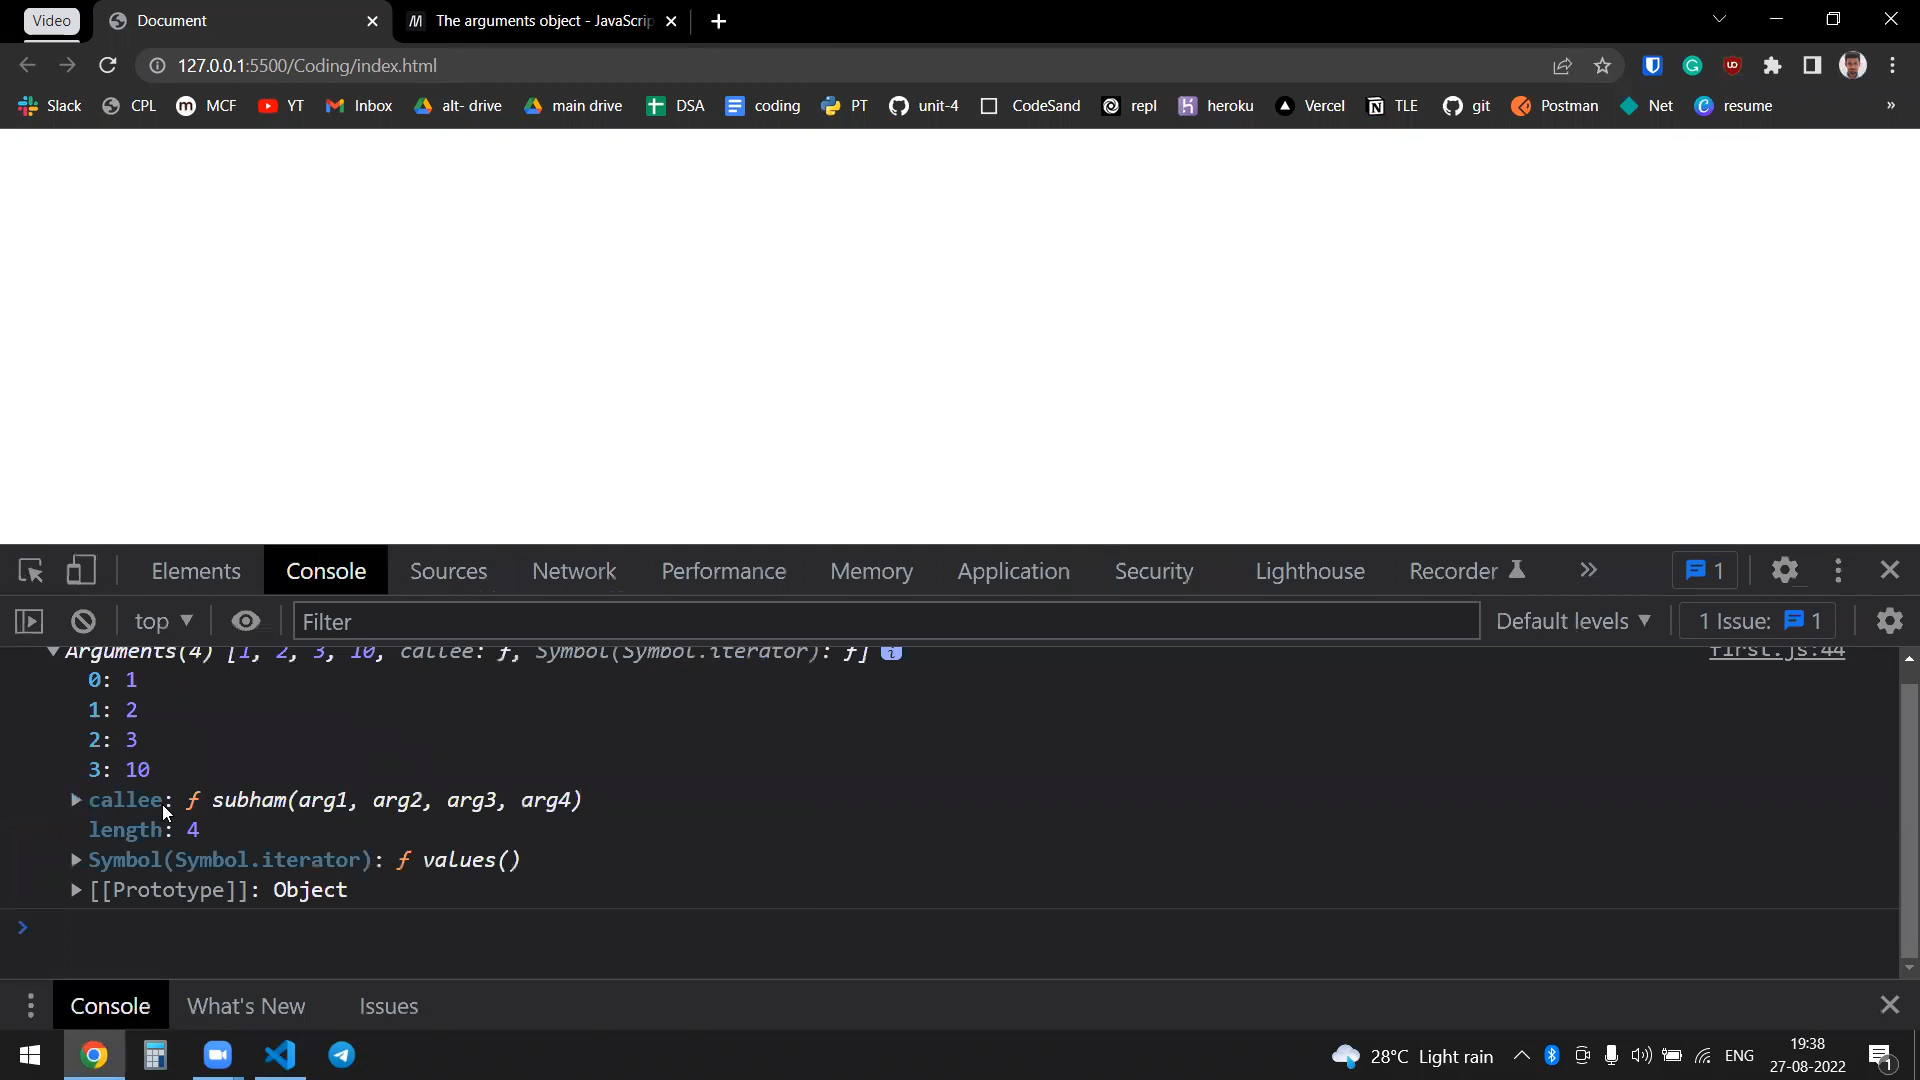 Video Document The arguments object - JavaScrip
127.0.0.1:5500/Coding/index.html
Slack CPL MCF YT Inbox alt- drive main drive DSA coding PT unit-4 CodeSand repl heroku Vercel TLE git Postman Net resume »
Elements Console Sources Network Performance Memory Application Security Lighthouse Recorder » 1
top ▼ Filter Default levels ▼ 1 Issue: 1
▼Arguments(4) [1, 2, 3, 10, callee: ƒ, Symbol(Symbol.iterator): ƒ] i first.js:44
0: 1
1: 2
2: 3
3: 10
▶ callee: ƒ subham(arg1, arg2, arg3, arg4)
length: 4
▶ Symbol(Symbol.iterator): ƒ values()
▶ [[Prototype]]: Object
>
Console What's New Issues
28°C Light rain ENG 19:38
27-08-2022 1